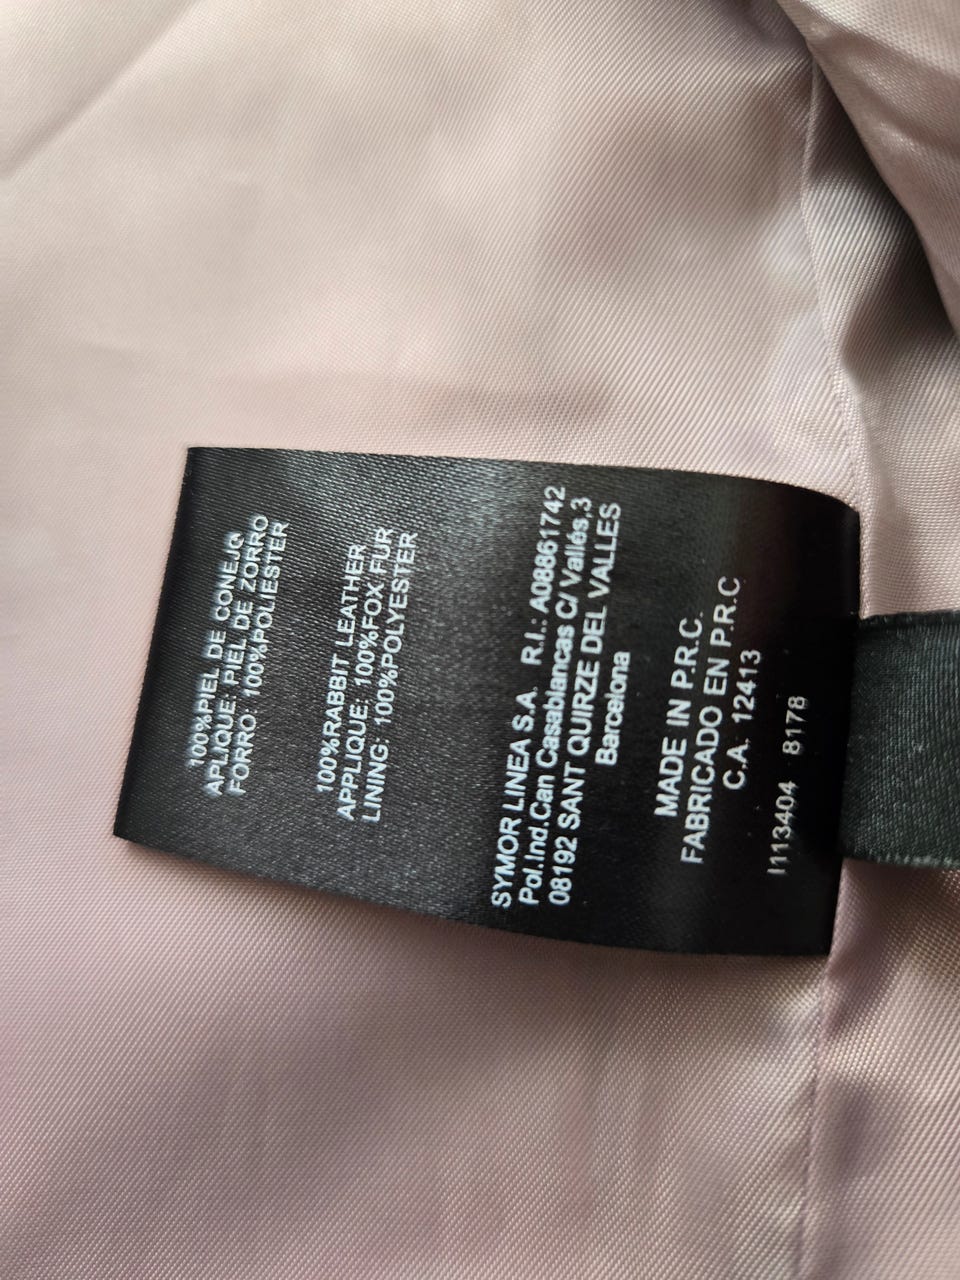 100%PIEL DE CONEJO
APLIQUE: PIEL DE ZORRO
FORRO: 100%POLIESTER
100%RABBIT LEATHER
APPLIQUE: 100%FOX FUR
LINING: 100%POLYESTER
SYMOR LINEA S.A. R.I.: A08861742
Pol.Ind.Can Casablancas C/ Vallés,3
08192 SANT QUIRZE DEL VALLES
Barcelona
MADE IN P.R.C.
FABRICADO EN P.R.C
C.A. 12413
I113404 8178